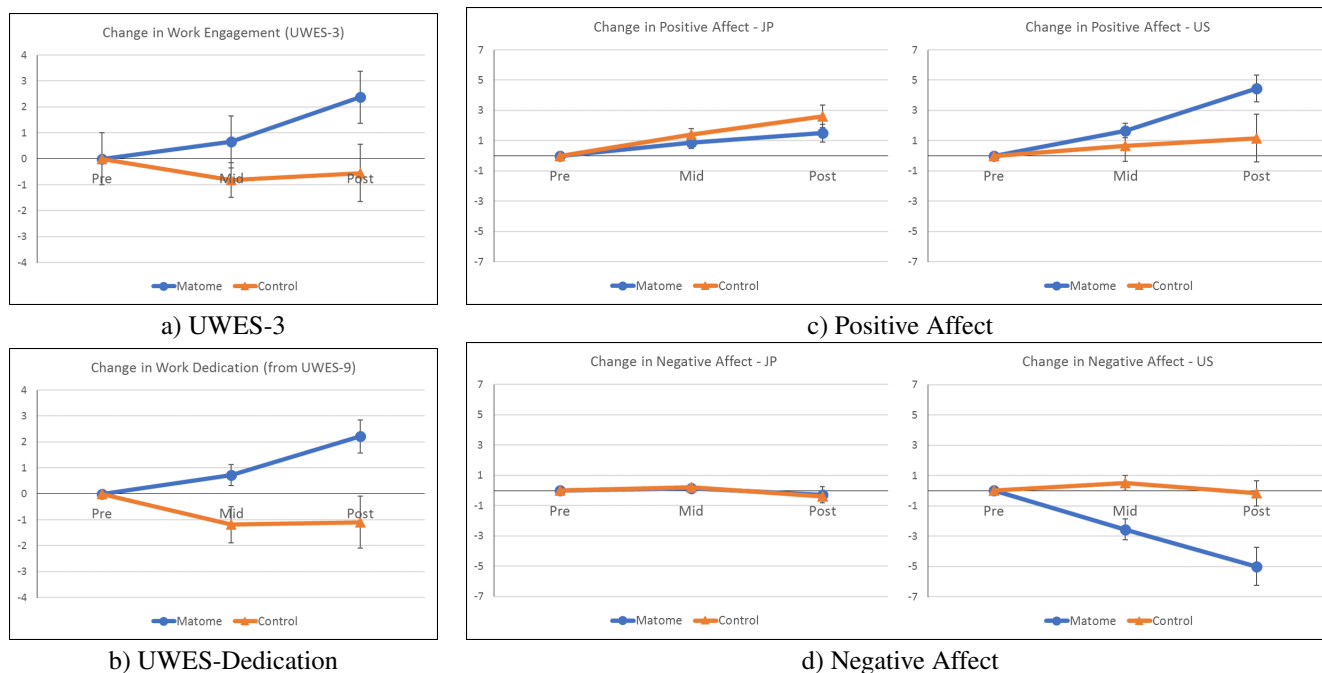 Change in Work Engagement (UWES-3)
4
3
2
1
0
-1
-2
-3
-4
Pre
Mid
Post
Matome
Control
a) UWES-3
Change in Work Dedication (from UWES-9)
4
3
2
1
0
-1
-2
-3
-4
Pre
Mid
Post
Matome
Control
b) UWES-Dedication
Change in Positive Affect - JP
7
5
3
1
-1
-3
-5
-7
Pre
Mid
Post
Matome
Control
Change in Positive Affect - US
7
5
3
1
-1
-3
-5
-7
Pre
Mid
Post
Matome
Control
c) Positive Affect
Change in Negative Affect - JP
7
5
3
1
-1
-3
-5
-7
Pre
Mid
Post
Matome
Control
Change in Negative Affect - US
7
5
3
1
-1
-3
-5
-7
Pre
Mid
Post
Matome
Control
d) Negative Affect